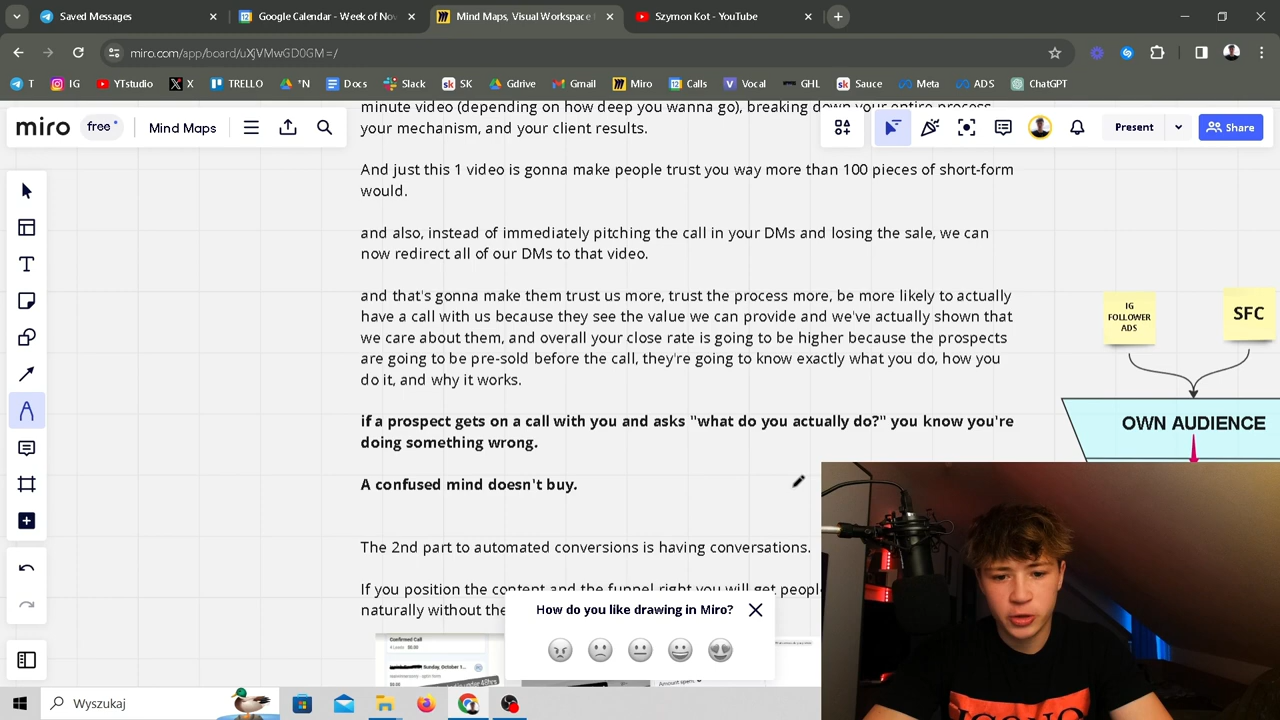 Saved Messages
Google Calendar - Week of Nov
Mind Maps, Visual Workspace
Szymon Kot - YouTube
miro.com/app/board/uXjVMwGD0GM=/
T
IG
YTstudio
X
TRELLO
*N
Docs
Slack
SK
Gdrive
Gmail
Miro
Calls
Vocal
GHL
Sauce
Meta
ADS
ChatGPT
minute video (depending on how deep you wanna go), breaking down your entire process,
your mechanism, and your client results.
miro free
Mind Maps
Present
Share
And just this 1 video is gonna make people trust you way more than 100 pieces of short-form
would.
and also, instead of immediately pitching the call in your DMs and losing the sale, we can
now redirect all of our DMs to that video.
and that's gonna make them trust us more, trust the process more, be more likely to actually
have a call with us because they see the value we can provide and we've actually shown that
we care about them, and overall your close rate is going to be higher because the prospects
are going to be pre-sold before the call, they're going to know exactly what you do, how you
do it, and why it works.
if a prospect gets on a call with you and asks "what do you actually do?" you know you're
doing something wrong.
A confused mind doesn't buy.
The 2nd part to automated conversions is having conversations.
If you position the content and the funnel right you will get peopl
naturally without the
IG
FOLLOWER
ADS
SFC
OWN AUDIENCE
How do you like drawing in Miro?
Confirmed Call
Sunday, October
48hrs
Amount spent
Wyszukaj